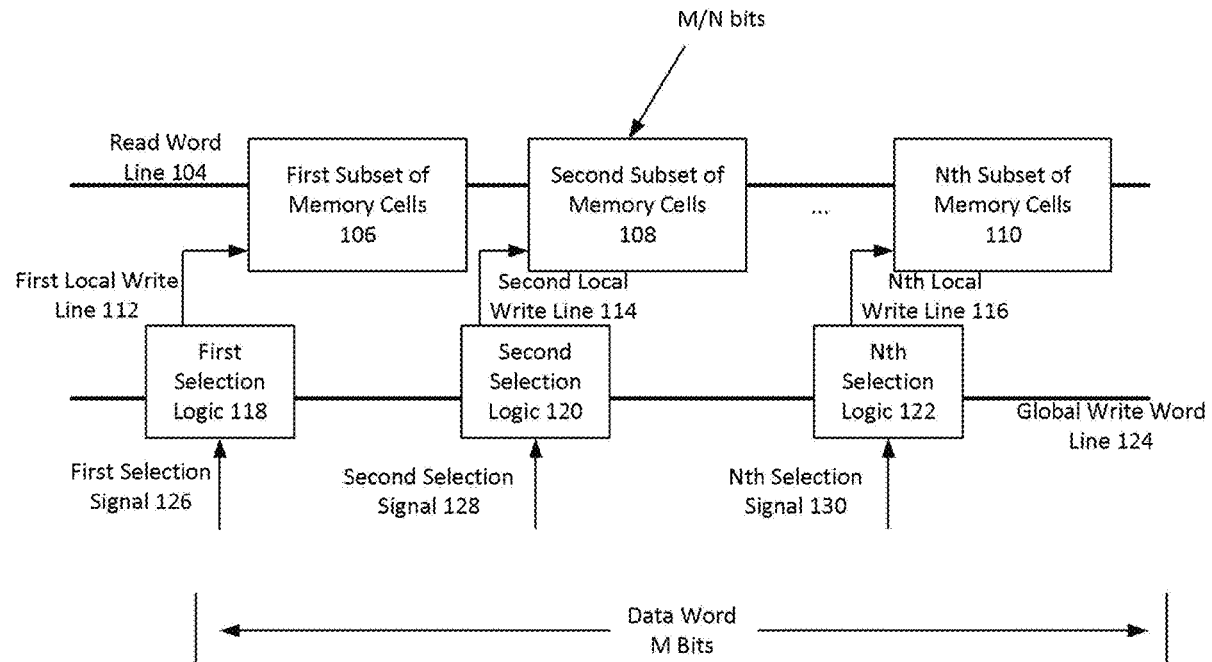 M/N bits
Read Word
Line 104
First Subset of
Memory Cells
106
Second Subset of
Memory Cells
108
...
Nth Subset of
Memory Cells
110
First Local Write
Line 112
Second Local
Write Line 114
Nth Local
Write Line 116
First
Selection
Logic 118
Second
Selection
Logic 120
Nth
Selection
Logic 122
Global Write Word
Line 124
First Selection
Signal 126
Second Selection
Signal 128
Nth Selection
Signal 130
Data Word
M Bits